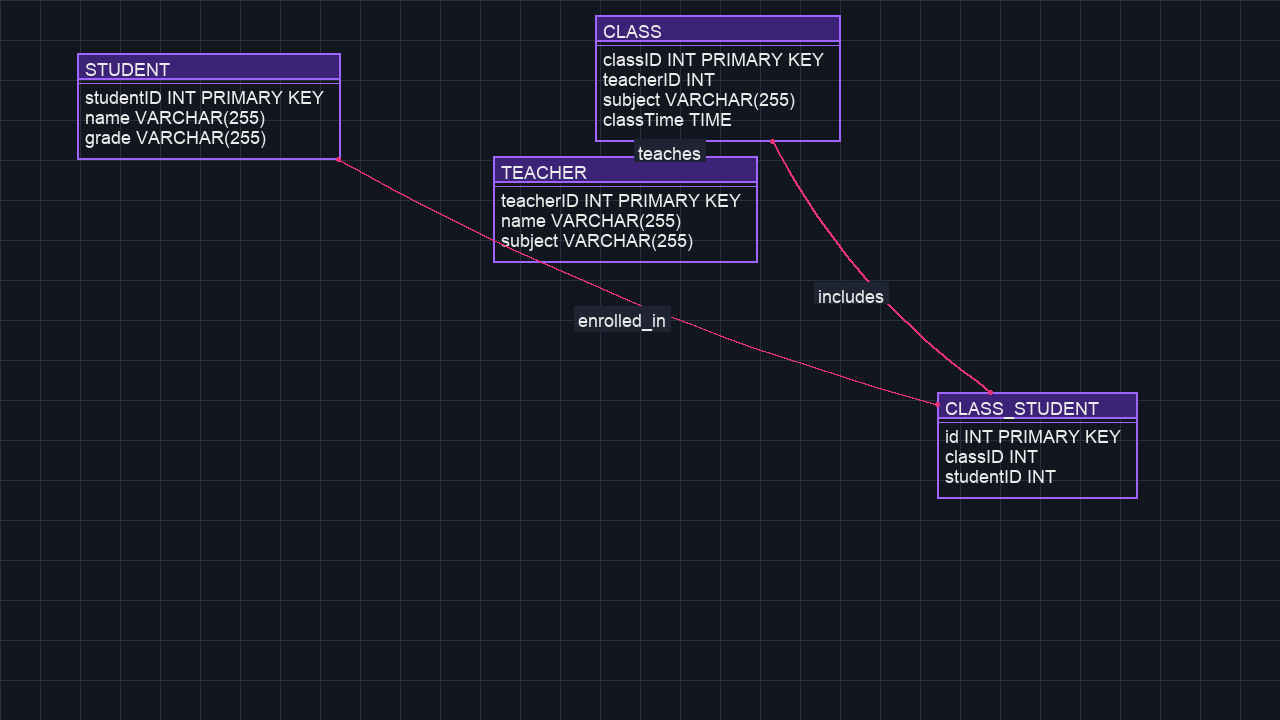 STUDENT
studentID INT PRIMARY KEY
name VARCHAR(255)
grade VARCHAR(255)
CLASS
classID INT PRIMARY KEY
teacherID INT
subject VARCHAR(255)
classTime TIME
teaches
TEACHER
teacherID INT PRIMARY KEY
name VARCHAR(255)
subject VARCHAR(255)
includes
enrolled_in
CLASS_STUDENT
id INT PRIMARY KEY
classID INT
studentID INT